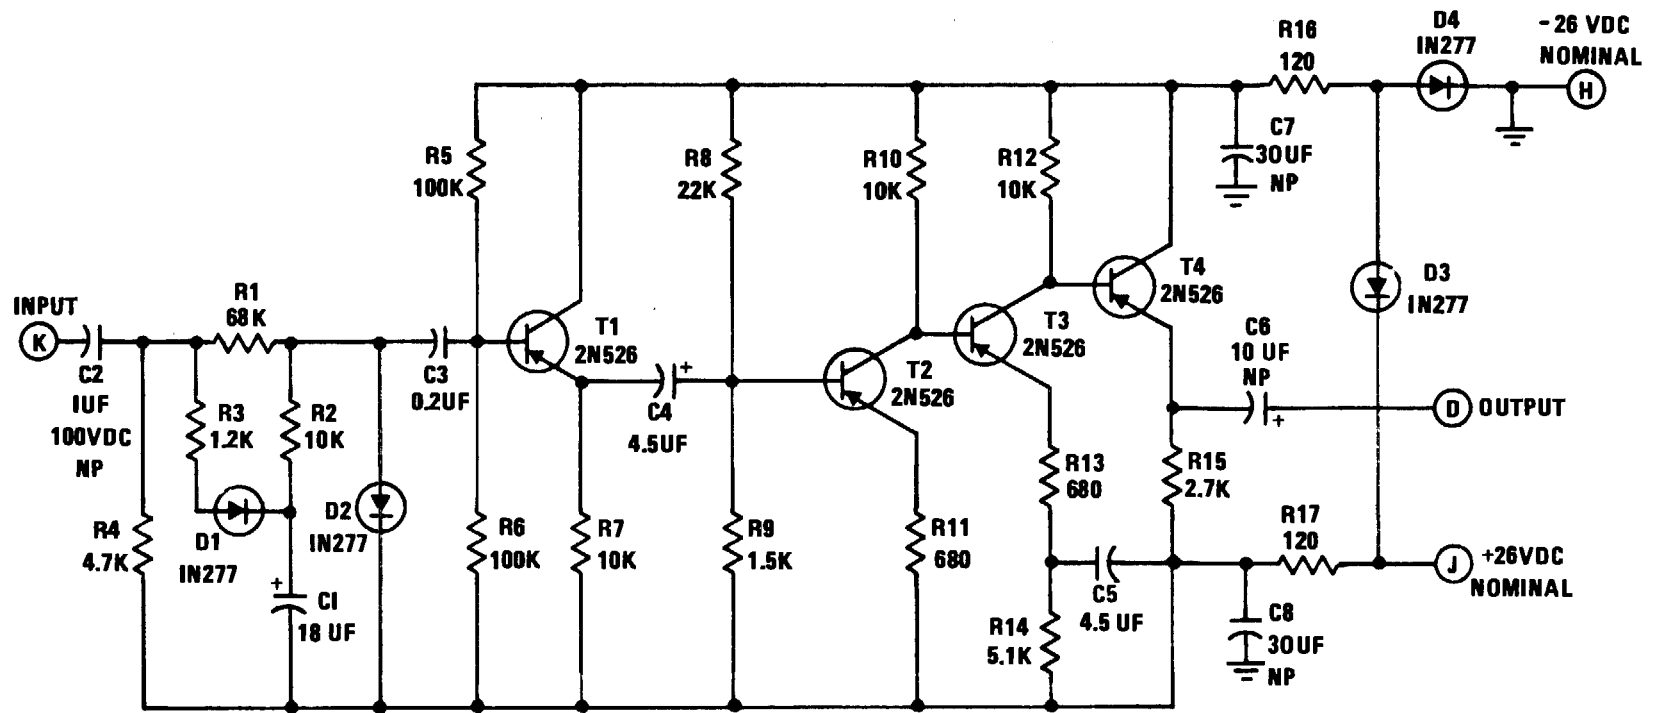 R16
120
D4
IN277
- 26 VDC
NOMINAL
H
C7
30UF
NP
R5
100K
R8
22K
R10
10K
R12
10K
T4
2N526
D3
IN277
INPUT
K
C2
1UF
100VDC
NP
R1
68K
R3
1.2K
R2
10K
C3
0.2UF
T1
2N526
C4
+
4.5UF
T2
2N526
T3
2N526
C6
10 UF
NP
+
D
OUTPUT
R4
4.7K
D1
IN277
D2
IN277
+
C1
18 UF
R6
100K
R7
10K
R9
1.5K
R11
680
R13
680
R15
2.7K
C5
4.5 UF
R14
5.1K
R17
120
J
+26VDC
NOMINAL
C8
30UF
NP